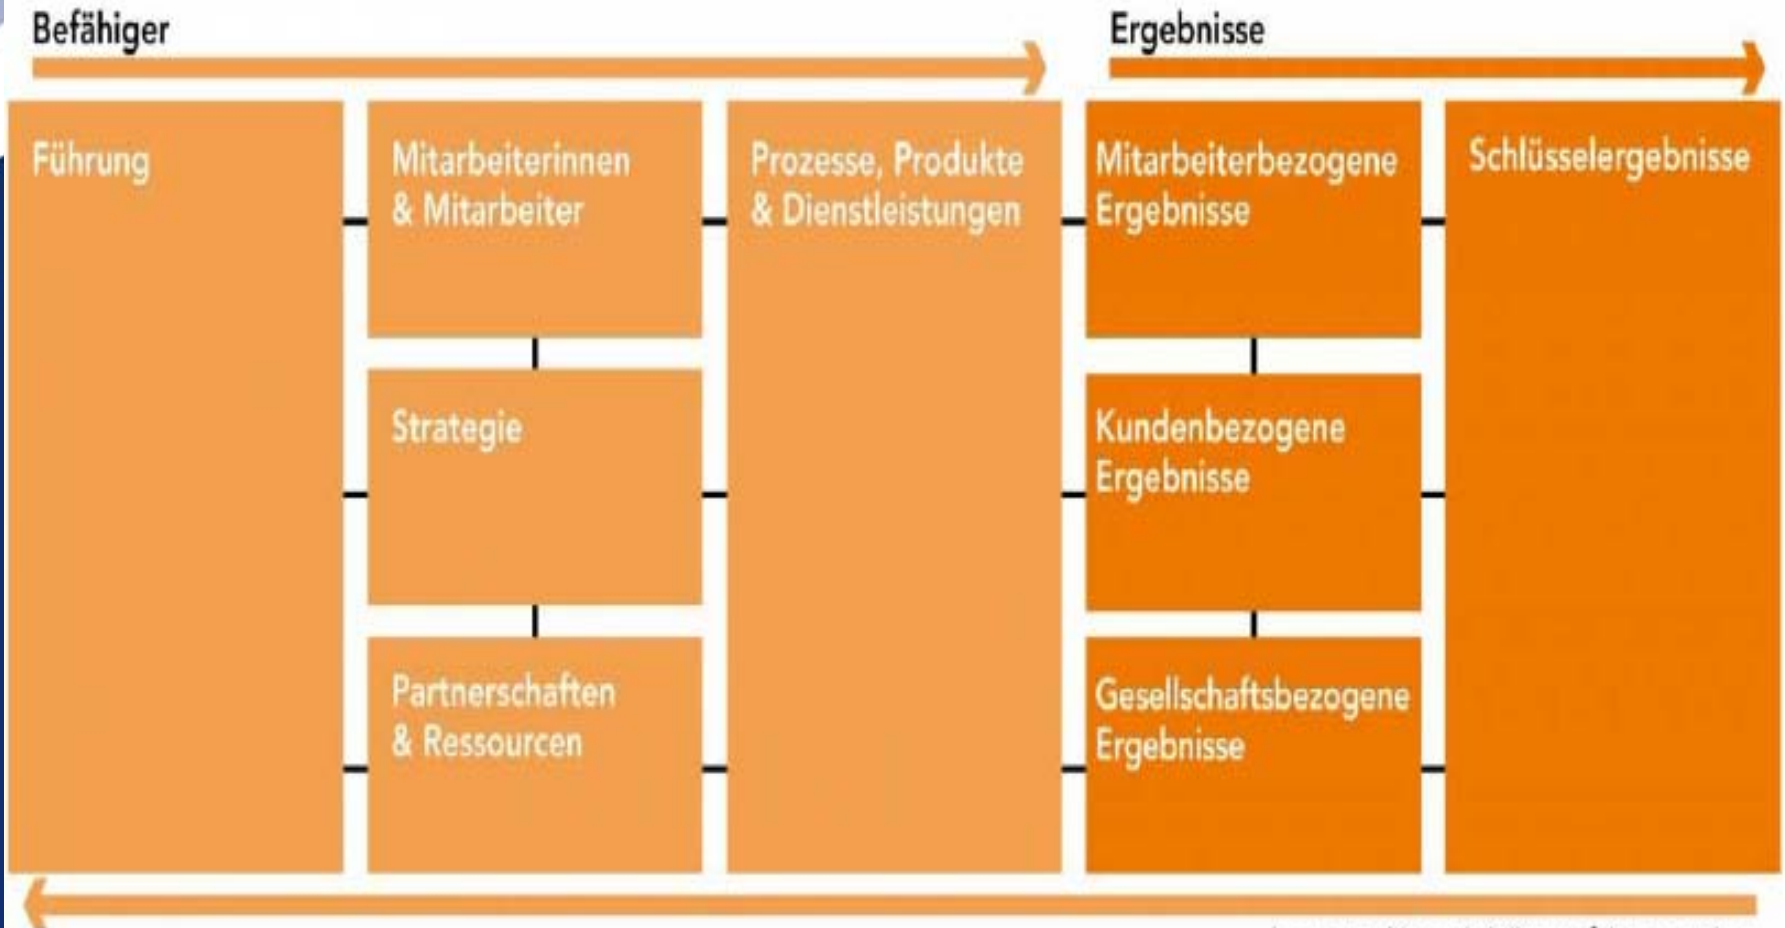 Befähiger
Ergebnisse
Führung
Mitarbeiterinnen
& Mitarbeiter
Prozesse, Produkte
& Dienstleistungen
Mitarbeiterbezogene
Ergebnisse
Schlüsselergebnisse
Strategie
Kundenbezogene
Ergebnisse
Partnerschaften
& Ressourcen
Gesellschaftsbezogene
Ergebnisse